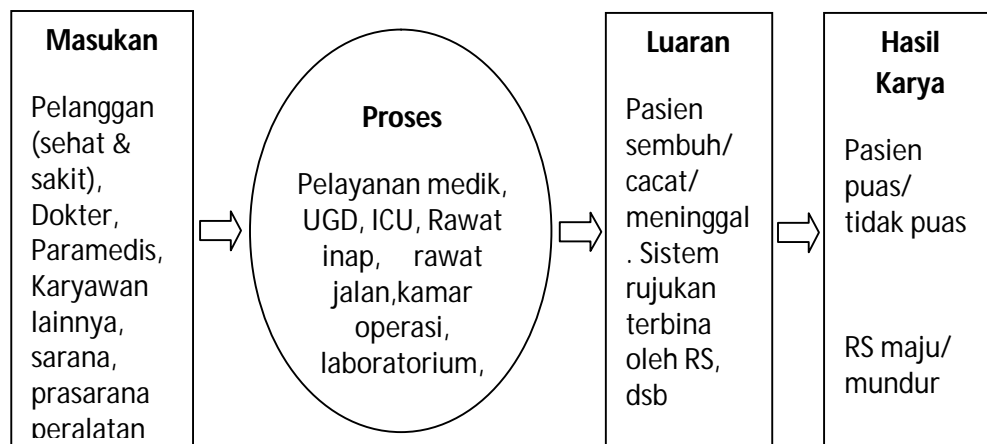 Masukan
Pelanggan
(sehat &
sakit),
Dokter,
Paramedis,
Karyawan
lainnya,
sarana,
prasarana
peralatan
Proses
Pelayanan medik,
UGD, ICU, Rawat
inap, rawat
jalan,kamar
operasi,
laboratorium,
Luaran
Pasien
sembuh/
cacat/
meninggal
. Sistem
rujukan
terbina
oleh RS,
dsb
Hasil
Karya
Pasien
puas/
tidak puas
RS maju/
mundur